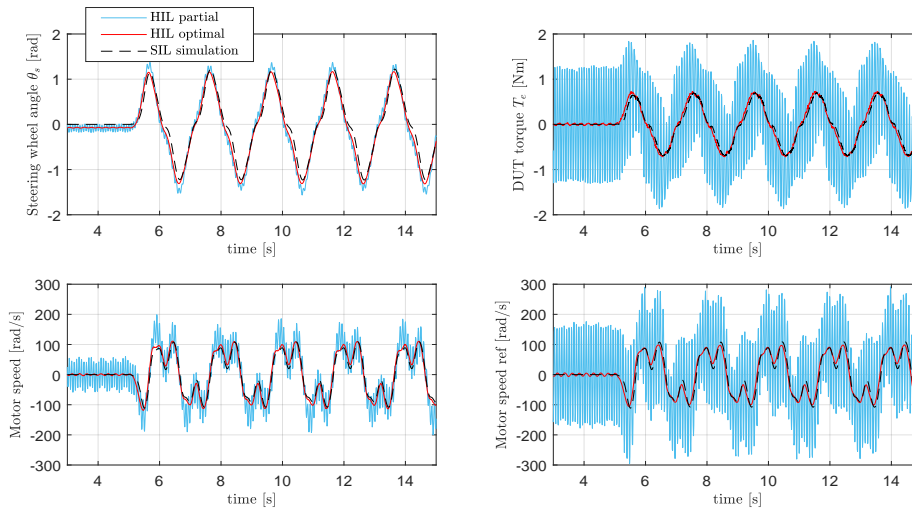 HIL partial
HIL optimal
SIL simulation
Steering wheel angle θs [rad]
2
1
0
-1
-2
4 6 8 10 12 14
time [s]
DUT torque Te [Nm]
2
1
0
-1
-2
4 6 8 10 12 14
time [s]
Motor speed [rad/s]
300
200
100
0
-100
-200
-300
4 6 8 10 12 14
time [s]
Motor speed ref [rad/s]
300
200
100
0
-100
-200
-300
4 6 8 10 12 14
time [s]